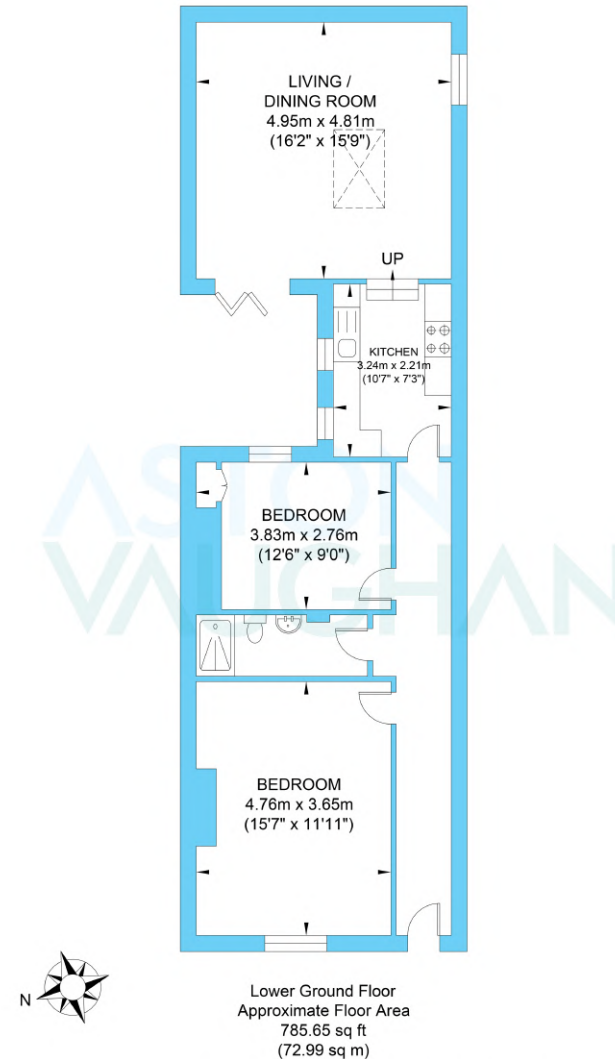 LIVING /
DINING ROOM
4.95m x 4.81m
(16'2" x 15'9")
UP
KITCHEN
3.24m x 2.21m
(10'7" x 7'3")
BEDROOM
3.83m x 2.76m
(12'6" x 9'0")
ASTON
VAUGHAN
BEDROOM
4.76m x 3.65m
(15'7" x 11'11")
N
Lower Ground Floor
Approximate Floor Area
785.65 sq ft
(72.99 sq m)